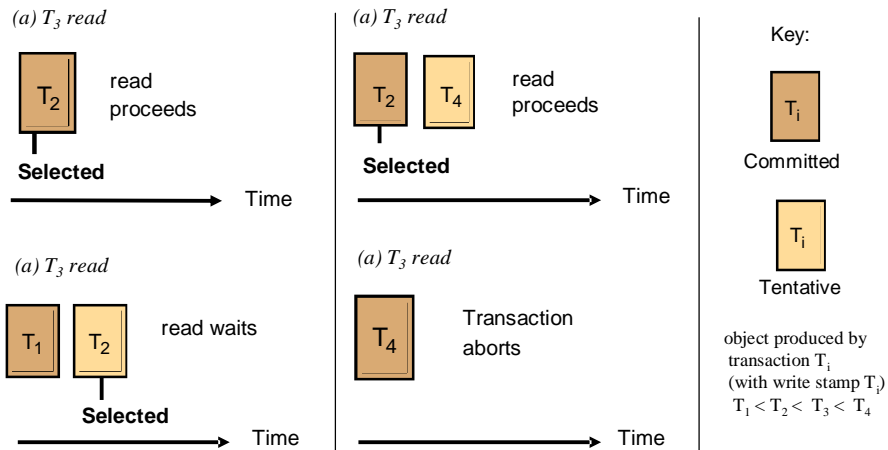 (a) T₃ read
T₂
read
proceeds
Selected
Time
(a) T₃ read
T₂
T₄
read
proceeds
Selected
Time
Key:
Tᵢ
Committed
Tᵢ
Tentative
object produced by
transaction Tᵢ
(with write stamp Tᵢ)
T₁ < T₂ < T₃ < T₄
(a) T₃ read
T₁
T₂
read waits
Selected
Time
(a) T₃ read
T₄
Transaction
aborts
Time